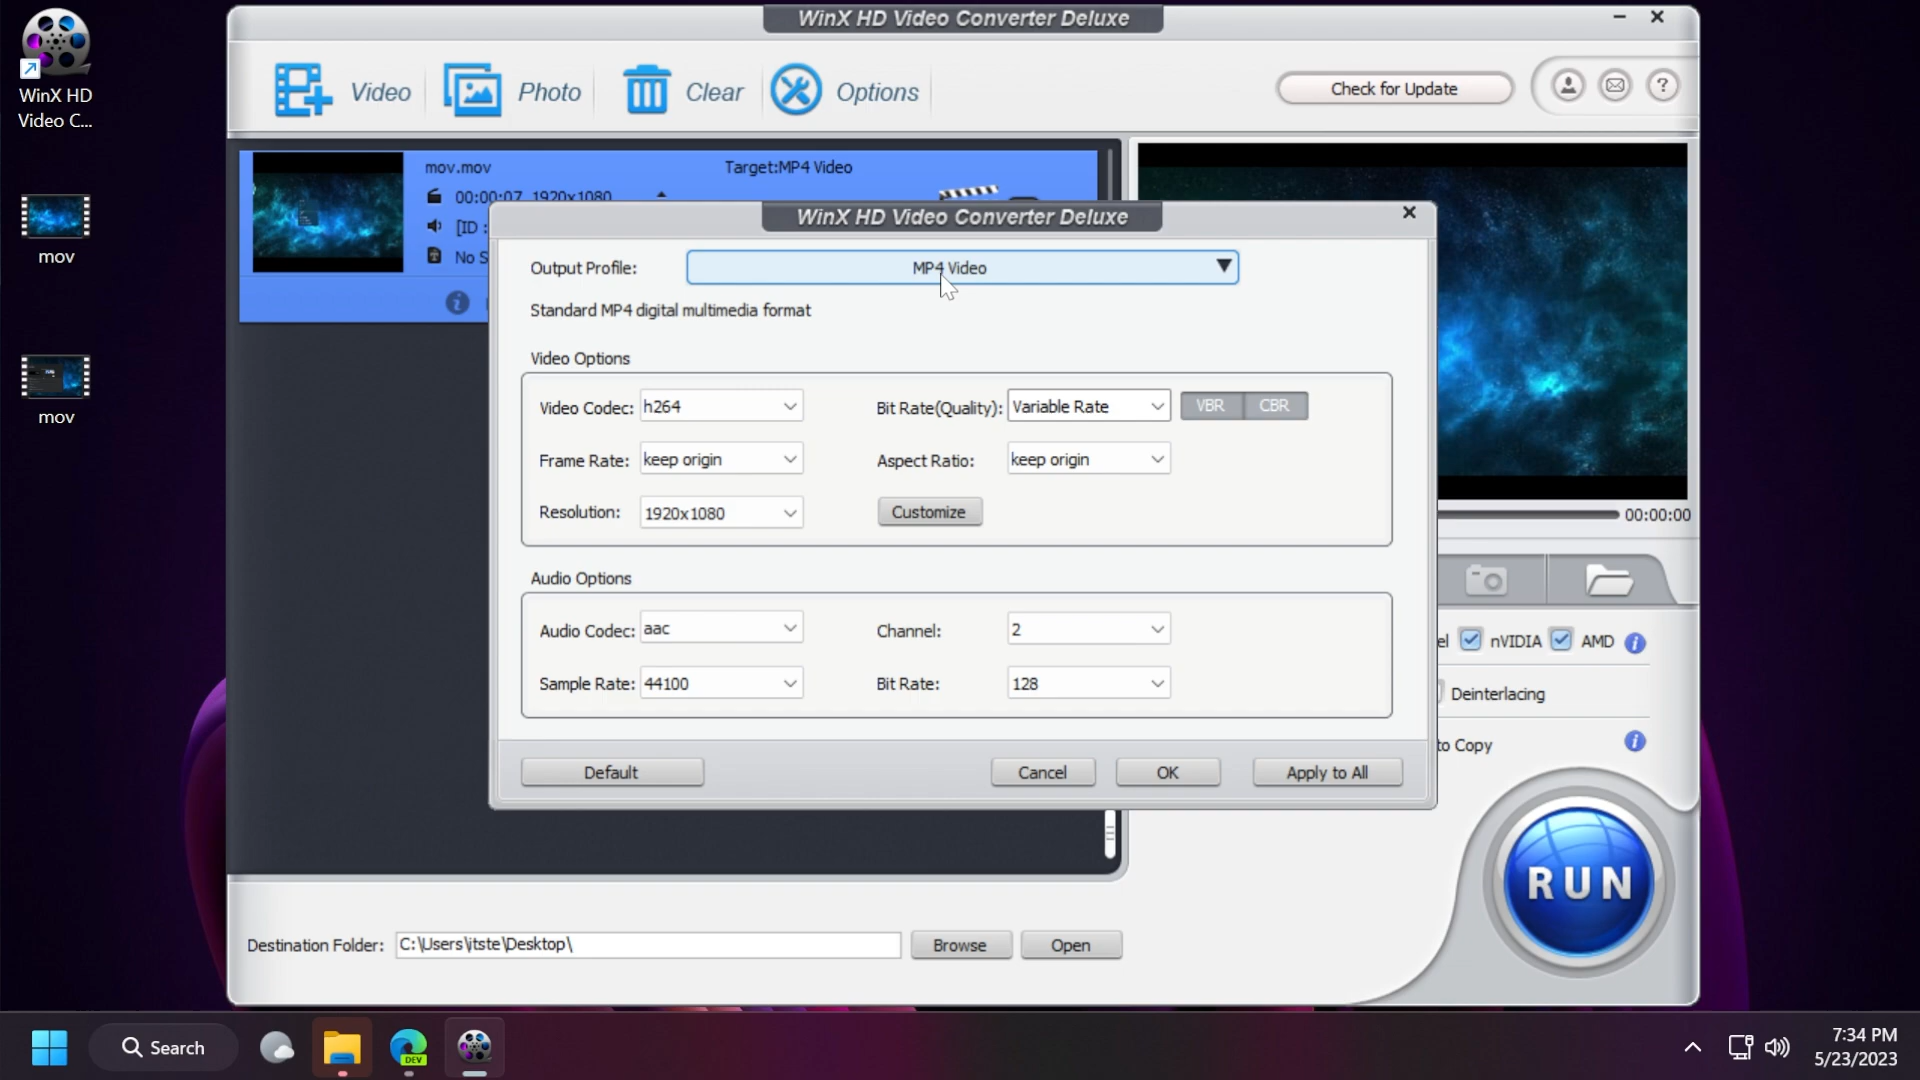 WinX HD Video Converter Deluxe
WinX HD
Video C...
mov
mov
Video
Photo
Clear
Options
Check for Update
?
mov.mov
Target:MP4 Video
00:00:07 1920x1080
[ID :
No S
WinX HD Video Converter Deluxe
Output Profile:
MP4 Video
Standard MP4 digital multimedia format
Video Options
Video Codec: h264
Bit Rate(Quality): Variable Rate
VBR CBR
Frame Rate: keep origin
Aspect Ratio: keep origin
Resolution: 1920x1080
Customize
Audio Options
Audio Codec: aac
Channel: 2
Sample Rate: 44100
Bit Rate: 128
Default
Cancel
OK
Apply to All
00:00:00
el nVIDIA AMD
Deinterlacing
to Copy
RUN
Destination Folder: C:\Users\itste\Desktop\
Browse
Open
Search
DEV
7:34 PM
5/23/2023